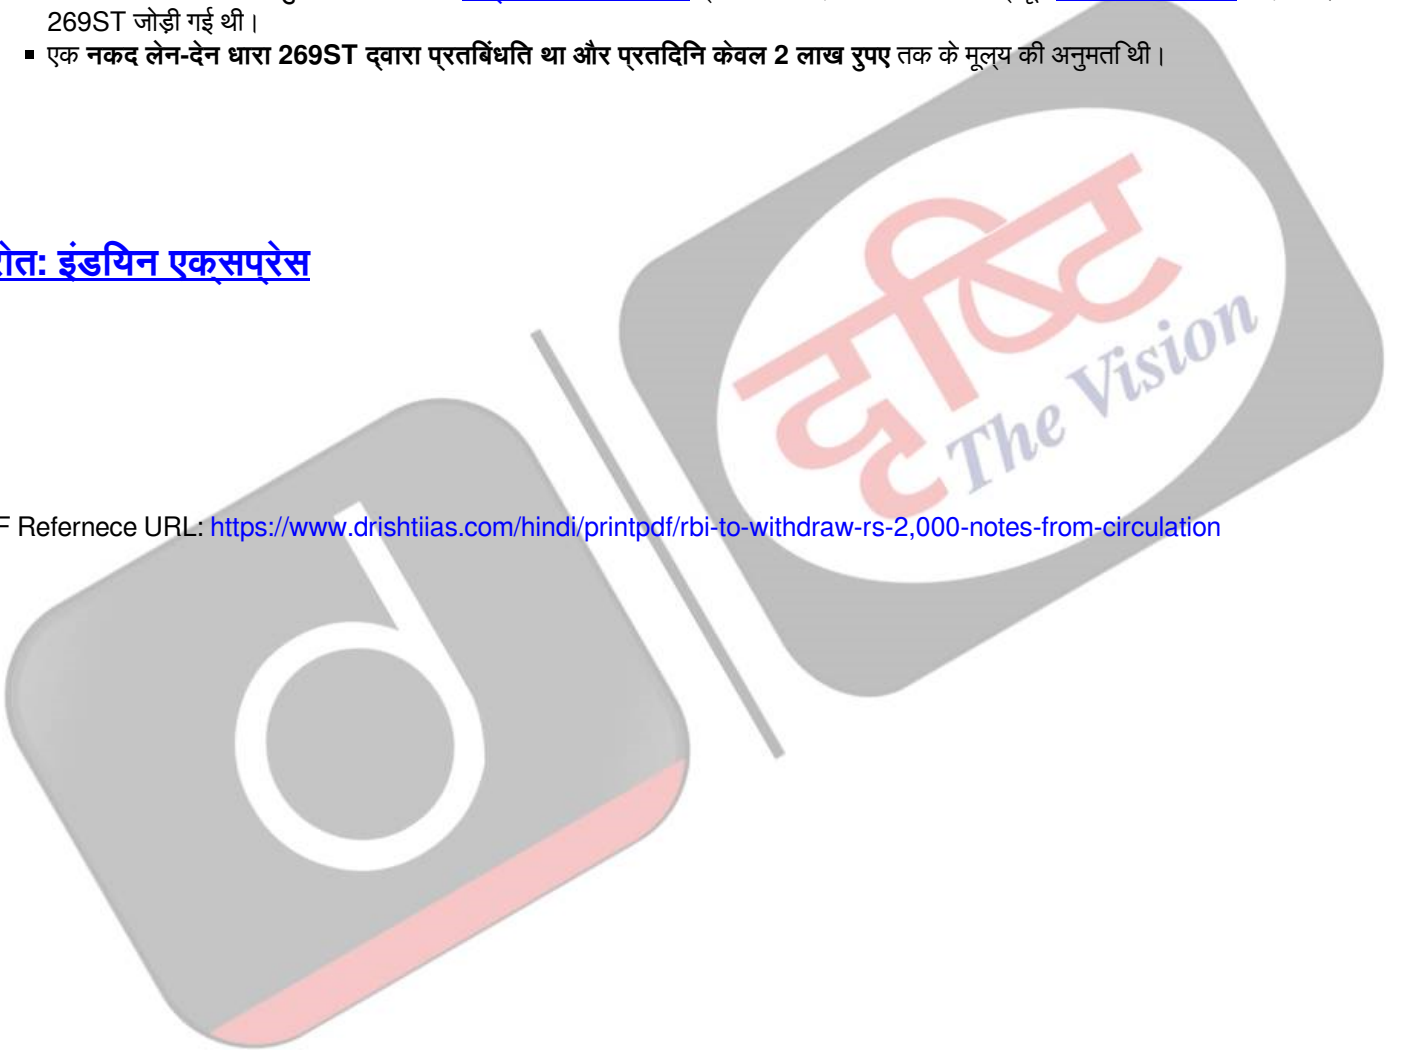 269ST जोड़ी गई थी।
▪ एक नकद लेन-देन धारा 269ST द्वारा प्रतिबंधित था और प्रतिदिन केवल 2 लाख रुपए तक के मूल्य की अनुमति थी।
इंडियन एक्सप्रेस
दृष्टि
The Vision
Refernece URL: https://www.drishtiias.com/hindi/printpdf/rbi-to-withdraw-rs-2,000-notes-from-circulation
d